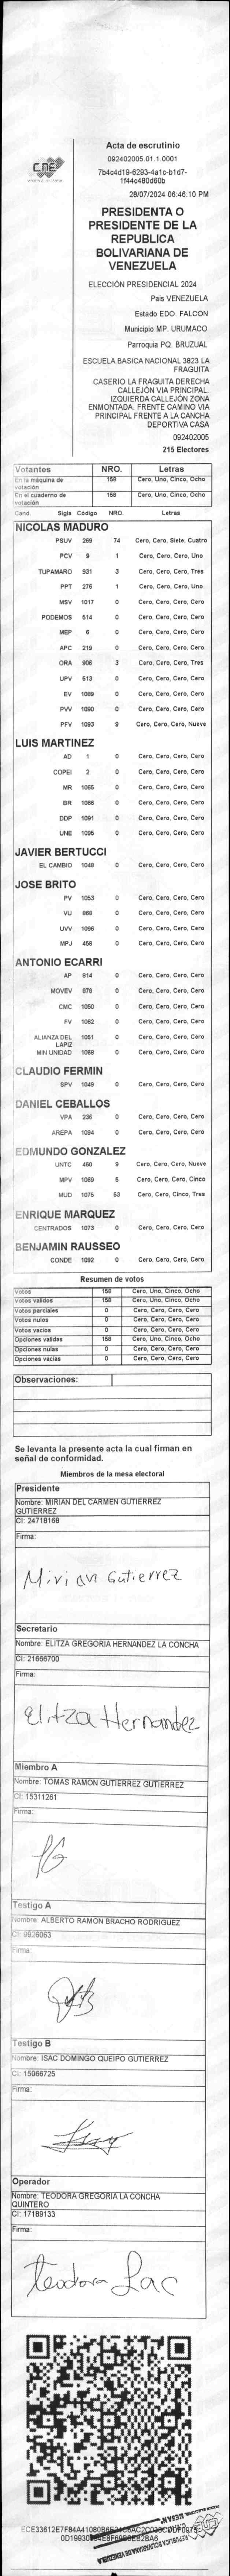 CNE
Acta de escrutinio
092402005.01.1.0001
7b4c4d19-6293-4a1c-b1d7-
1f44c480d60b
28/07/2024 06:46:10 PM
PRESIDENTA O
PRESIDENTE DE LA
REPUBLICA
BOLIVARIANA DE
VENEZUELA
ELECCIÓN PRESIDENCIAL 2024
País VENEZUELA
Estado EDO. FALCON
Municipio MP. URUMACO
Parroquia PQ. BRUZUAL
ESCUELA BASICA NACIONAL 3823 LA
FRAGUITA
CASERIO LA FRAGUITA DERECHA
CALLEJÓN VIA PRINCIPAL.
IZQUIERDA CALLEJÓN ZONA
ENMONTADA. FRENTE CAMINO VIA
PRINCIPAL FRENTE A LA CANCHA
DEPORTIVA CASA
092402005
215 Electores
Votantes NRO. Letras
En la máquina de votación 158 Cero, Uno, Cinco, Ocho
En el cuaderno de votación 158 Cero, Uno, Cinco, Ocho
Cand. Sigla Código NRO. Letras
NICOLAS MADURO
PSUV 269 74 Cero, Cero, Siete, Cuatro
PCV 9 1 Cero, Cero, Cero, Uno
TUPAMARO 931 3 Cero, Cero, Cero, Tres
PPT 276 1 Cero, Cero, Cero, Uno
MSV 1017 0 Cero, Cero, Cero, Cero
PODEMOS 514 0 Cero, Cero, Cero, Cero
MEP 6 0 Cero, Cero, Cero, Cero
APC 219 0 Cero, Cero, Cero, Cero
ORA 906 3 Cero, Cero, Cero, Tres
UPV 513 0 Cero, Cero, Cero, Cero
EV 1089 0 Cero, Cero, Cero, Cero
PVV 1090 0 Cero, Cero, Cero, Cero
PFV 1093 9 Cero, Cero, Cero, Nueve
LUIS MARTINEZ
AD 1 0 Cero, Cero, Cero, Cero
COPEI 2 0 Cero, Cero, Cero, Cero
MR 1065 0 Cero, Cero, Cero, Cero
BR 1066 0 Cero, Cero, Cero, Cero
DDP 1091 0 Cero, Cero, Cero, Cero
UNE 1095 0 Cero, Cero, Cero, Cero
JAVIER BERTUCCI
EL CAMBIO 1048 0 Cero, Cero, Cero, Cero
JOSE BRITO
PV 1053 0 Cero, Cero, Cero, Cero
VU 868 0 Cero, Cero, Cero, Cero
UVV 1096 0 Cero, Cero, Cero, Cero
MPJ 458 0 Cero, Cero, Cero, Cero
ANTONIO ECARRI
AP 814 0 Cero, Cero, Cero, Cero
MOVEV 878 0 Cero, Cero, Cero, Cero
CMC 1050 0 Cero, Cero, Cero, Cero
FV 1062 0 Cero, Cero, Cero, Cero
ALIANZA DEL LAPIZ 1051 0 Cero, Cero, Cero, Cero
MIN UNIDAD 1068 0 Cero, Cero, Cero, Cero
CLAUDIO FERMIN
SPV 1049 0 Cero, Cero, Cero, Cero
DANIEL CEBALLOS
VPA 236 0 Cero, Cero, Cero, Cero
AREPA 1094 0 Cero, Cero, Cero, Cero
EDMUNDO GONZALEZ
UNTC 460 9 Cero, Cero, Cero, Nueve
MPV 1069 5 Cero, Cero, Cero, Cinco
MUD 1075 53 Cero, Cero, Cinco, Tres
ENRIQUE MARQUEZ
CENTRADOS 1073 0 Cero, Cero, Cero, Cero
BENJAMIN RAUSSEO
CONDE 1092 0 Cero, Cero, Cero, Cero
Resumen de votos
Votos 158 Cero, Uno, Cinco, Ocho
Votos válidos 158 Cero, Uno, Cinco, Ocho
Votos parciales 0 Cero, Cero, Cero, Cero
Votos nulos 0 Cero, Cero, Cero, Cero
Votos vacíos 0 Cero, Cero, Cero, Cero
Opciones válidas 158 Cero, Uno, Cinco, Ocho
Opciones nulas 0 Cero, Cero, Cero, Cero
Opciones vacías 0 Cero, Cero, Cero, Cero
Observaciones:
Se levanta la presente acta la cual firman en
señal de conformidad.
Miembros de la mesa electoral
Presidente
Nombre: MIRIAN DEL CARMEN GUTIERREZ
GUTIERREZ
CI: 24718168
Firma:
Mirian Gutierrez
Secretario
Nombre: ELITZA GREGORIA HERNANDEZ LA CONCHA
CI: 21666700
Firma:
Elitza Hernandez
Miembro A
Nombre: TOMAS RAMON GUTIERREZ GUTIERREZ
CI: 15311261
Firma:
Testigo A
Nombre: ALBERTO RAMON BRACHO RODRIGUEZ
CI: 9926063
Firma:
Testigo B
Nombre: ISAC DOMINGO QUEIPO GUTIERREZ
CI: 15066725
Firma:
Operador
Nombre: TEODORA GREGORIA LA CONCHA
QUINTERO
CI: 17189133
Firma:
Teodora Lac
CNE
REPUBLICA BOLIVARIANA DE VENEZUELA